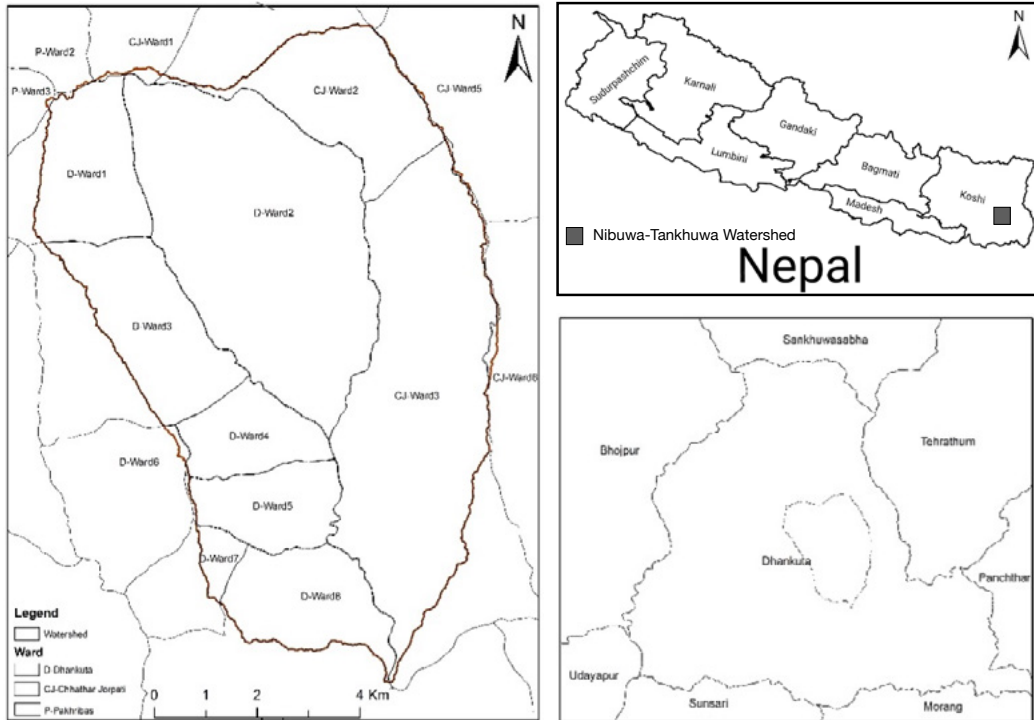 N
P-Ward2
CJ-Ward1
P-Ward3
CJ-Ward2
CJ-Ward5
D-Ward1
D-Ward2
D-Ward3
CJ-Ward3
CJ-Ward6
D-Ward4
D-Ward6
D-Ward5
D-Ward7
D-Ward8
Legend
Watershed
Ward
D-Dhankuta
CJ-Chhathar Jorpati
P-Pakhribas
0 1 2 4 Km
N
Sudurpashchim
Karnali
Gandaki
Lumbini
Bagmati
Koshi
Madesh
Nibuwa-Tankhuwa Watershed
Nepal
Sankhuwasabha
Bhojpur
Tehrathum
Dhankuta
Panchthar
Udayapur
Sunsari
Morang